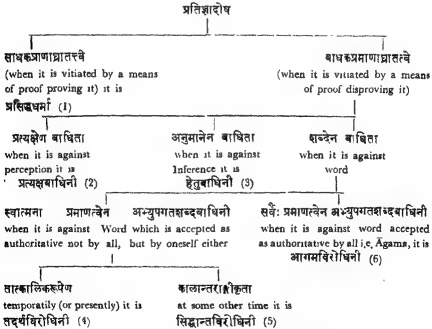 प्रतिज्ञादोष
साधकप्राणाघ्रातत्त्वे
(when it is vitiated by a means
of proof proving it) it is
प्रसिद्धधर्मा (1)
बाधकप्रमाणाघ्रातत्वे
(when it is vitiated by a means
of proof disproving it)
प्रत्यक्षेण बाधिता
when it is against
perception it is
प्रत्यक्षबाधिनी (2)
अनुमानेन बाधिता
when it is against
Inference it is
हेतुबाधिनी (3)
शब्देन बाधिता
when it is against
word
स्वात्मना प्रमाणत्वेन अभ्युपगतशब्दबाधिनी
when it is against Word which is accepted as
authoritative not by all, but by oneself either
सर्वैः प्रमाणत्वेन अभ्युपगतशब्दबाधिनी
when it is against word accepted
as authoritative by all i.e, Āgama, it is
आगमविरोधिनी (6)
तात्कालिकरूपेण
temporatily (or presently) it is
तदर्थविरोधिनी (4)
at some other time it is
सिद्धान्तविरोधिनी (5)